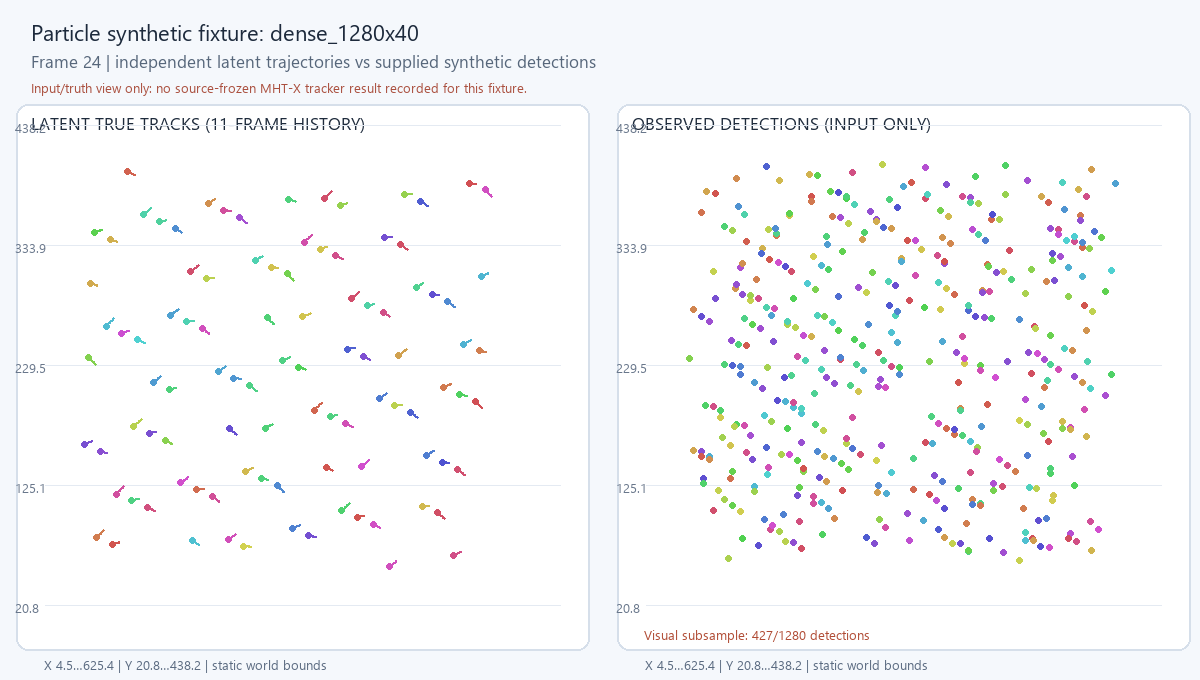 Particle synthetic fixture: dense_1280x40
Frame 24 | independent latent trajectories vs supplied synthetic detections
Input/truth view only: no source-frozen MHT-X tracker result recorded for this fixture.
LATENT TRUE TRACKS (11-FRAME HISTORY)
438.2
333.9
229.5
125.1
20.8
X 4.5...625.4 | Y 20.8...438.2 | static world bounds
OBSERVED DETECTIONS (INPUT ONLY)
438.2
333.9
229.5
125.1
20.8
Visual subsample: 427/1280 detections
X 4.5...625.4 | Y 20.8...438.2 | static world bounds